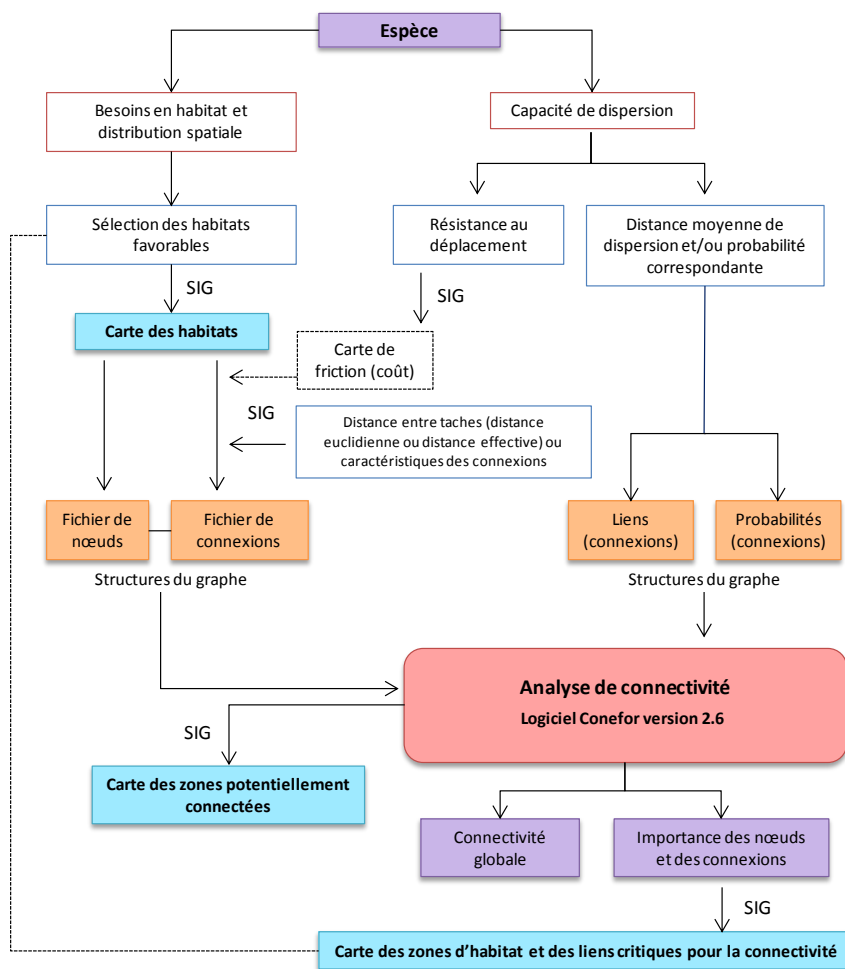 Espèce
Besoins en habitat et
distribution spatiale
Capacité de dispersion
Sélection des habitats
favorables
Résistance au
déplacement
Distance moyenne de
dispersion et/ou probabilité
correspondante
SIG
SIG
Carte des habitats
Carte de
friction (coût)
SIG
Distance entre taches (distance
euclidienne ou distance effective) ou
caractéristiques des connexions
Fichier de
nœuds
Fichier de
connexions
Liens
(connexions)
Probabilités
(connexions)
Structures du graphe
Structures du graphe
Analyse de connectivité
Logiciel Conefor version 2.6
SIG
Carte des zones potentiellement
connectées
Connectivité
globale
Importance des nœuds
et des connexions
SIG
Carte des zones d'habitat et des liens critiques pour la connectivité